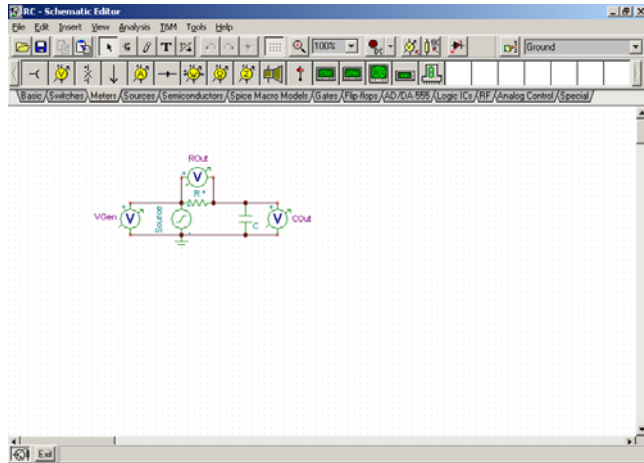 RC - Schematic Editor
File Edit Insert View Analysis T&M Tools Help
T 100% DC Ground
Basic Switches Meters Sources Semiconductors Spice Macro Models Gates Flip-flops AD/DA-555 Logic ICs RF Analog Control Special
ROut
V
R
VGen V Source C V COut
Exit